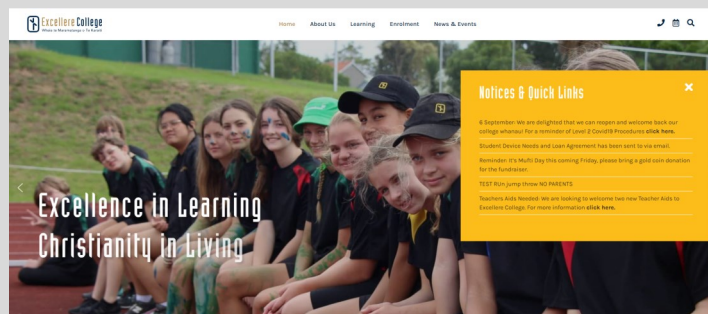 Excellere College
Whāia te Māramatanga o Te Karaiti
Home About Us Learning Enrolment News & Events
Notices & Quick Links
6 September: We are delighted that we can reopen and welcome back our
college whanau! For a reminder of Level 2 Covid19 Procedures click here.
Student Device Needs and Loan Agreement has been sent to via email.
Reminder: it's Mufti Day this coming Friday, please bring a gold coin donation
for the fundraiser.
TEST Run jump throw NO PARENTS
Teachers Aids Needed: We are looking to welcome two new Teacher Aids to
Excellere College. For more information click here.
Excellence in Learning
Christianity in Living